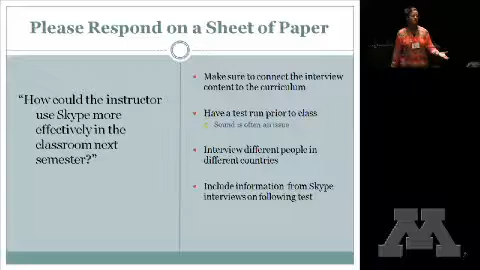 Please Respond on a Sheet of Paper
“How could the instructor
use Skype more
effectively in the
classroom next
semester?”
Make sure to connect the interview
content to the curriculum
Have a test run prior to class
Sound is often an issue
Interview different people in
different countries
Include information from Skype
interviews on following test
M